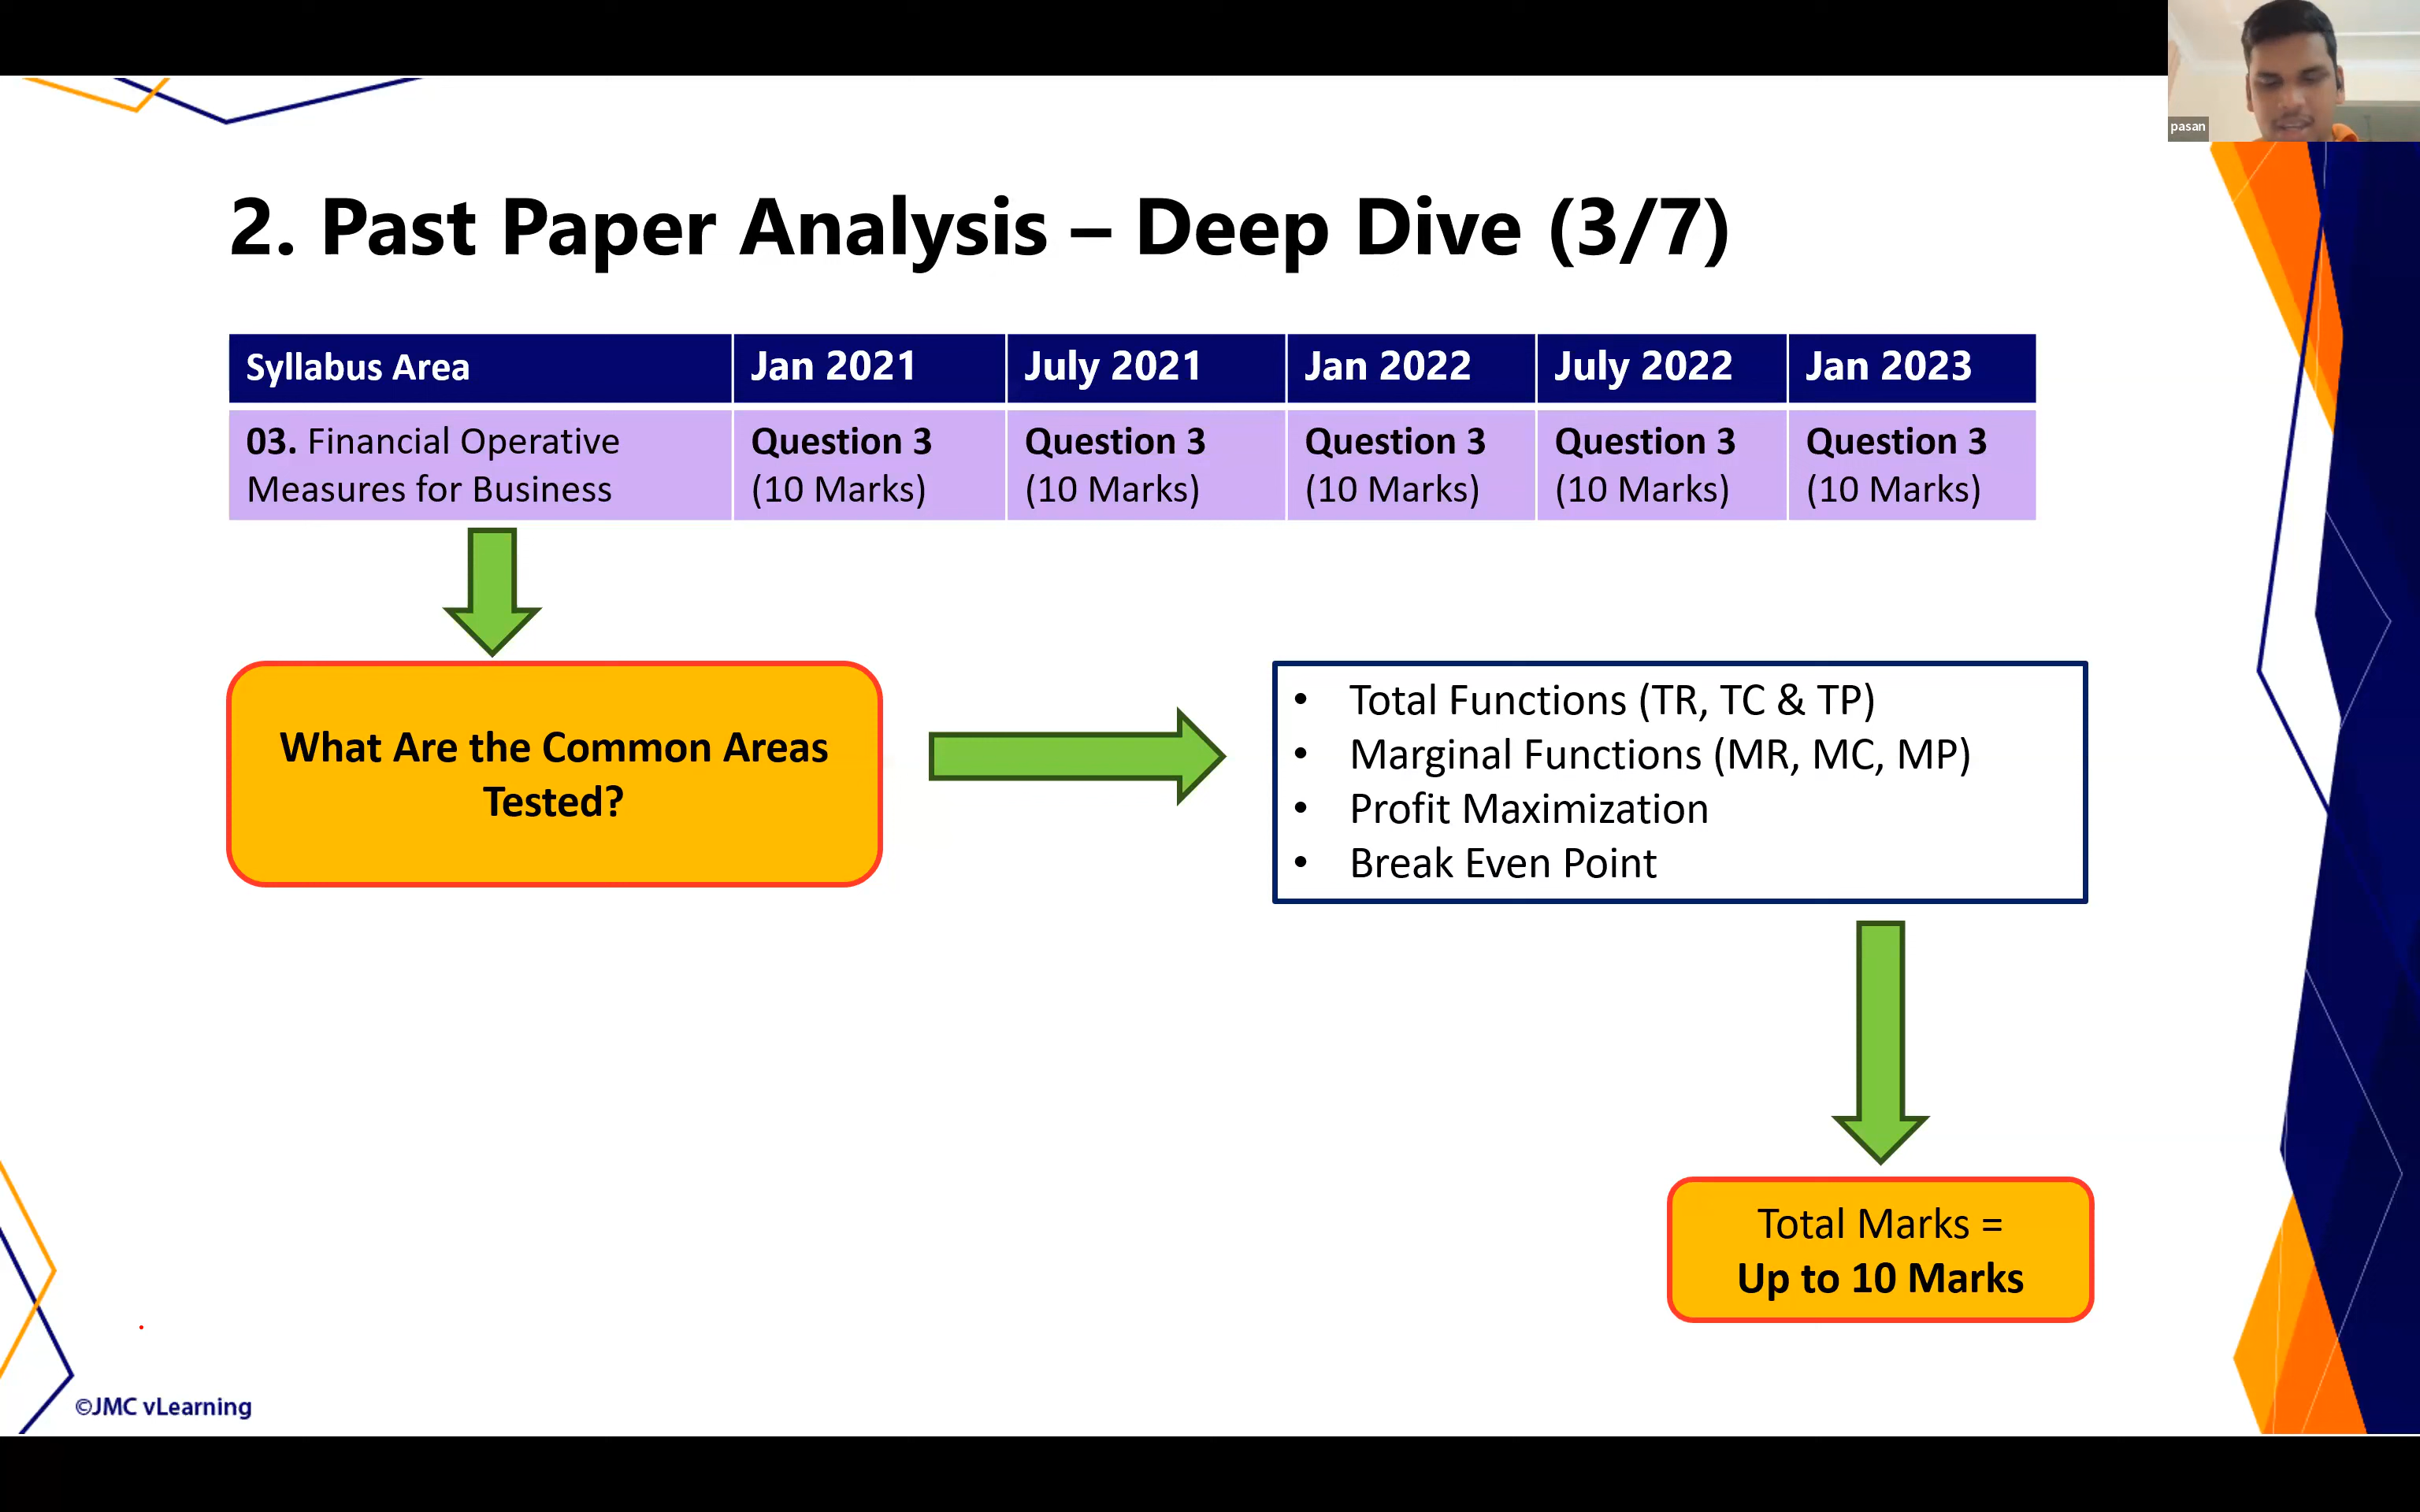 pasan
2. Past Paper Analysis – Deep Dive (3/7)
Syllabus Area Jan 2021 July 2021 Jan 2022 July 2022 Jan 2023
03. Financial Operative Question 3 Question 3 Question 3 Question 3 Question 3
Measures for Business (10 Marks) (10 Marks) (10 Marks) (10 Marks) (10 Marks)
What Are the Common Areas
Tested?
• Total Functions (TR, TC & TP)
• Marginal Functions (MR, MC, MP)
• Profit Maximization
• Break Even Point
Total Marks =
Up to 10 Marks
©JMC vLearning